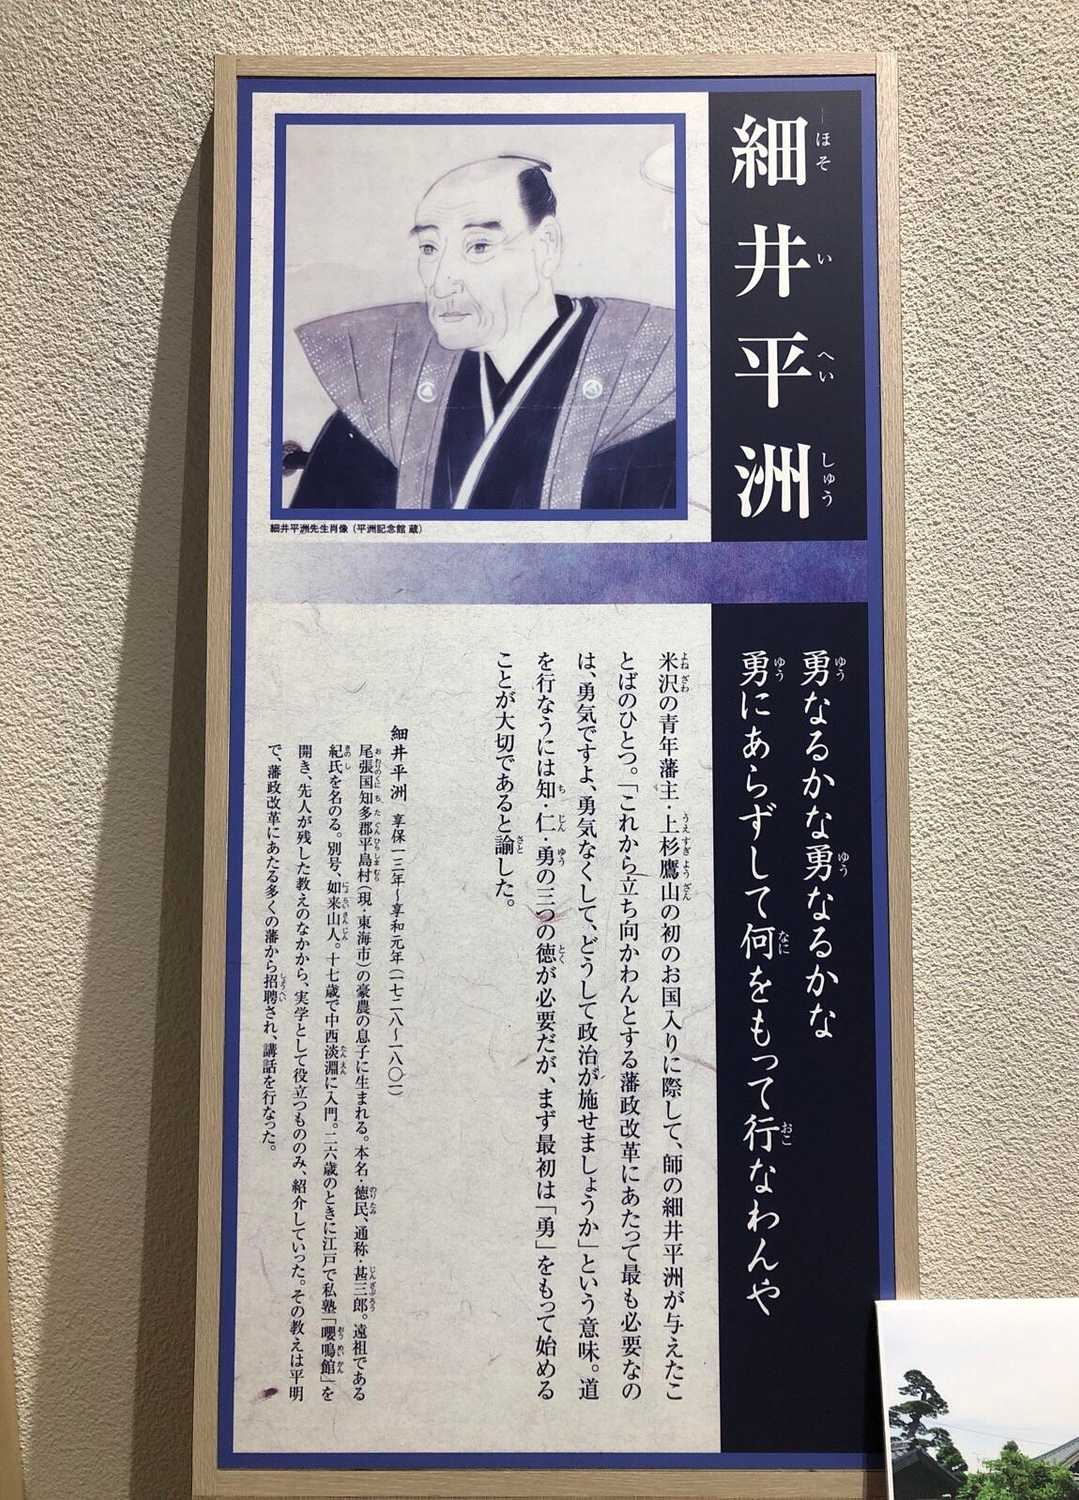 細井平洲
ほそいへいしゅう
細井平洲先生肖像（平洲記念館 蔵）
勇なるかな勇なるかな
勇にあらずして何をもって行なわんや
米沢の青年藩主・上杉鷹山の初のお国入りに際して、師の細井平洲が与えたこ
とばのひとつ。「これから立ち向かわんとする藩政改革にあたって最も必要なの
は、勇気ですよ、勇気なくして、どうして政治が施せましょうか」という意味。道
を行なうには知・仁・勇の三つの徳が必要だが、まず最初は「勇」をもって始める
ことが大切であると諭した。
細井平洲 享保一三年〜享和元年（一七二八〜一八〇一）
尾張国知多郡平島村（現・東海市）の豪農の息子に生まれる。本名・徳民、通称・甚三郎。遠祖である
紀氏を名のる。別号、如来山人。十七歳で中西淡淵に入門。二六歳のときに江戸で私塾「嚶鳴館」を
開き、先人が残した教えのなかから、実学として役立つもののみ、紹介していった。その教えは平明
で、藩政改革にあたる多くの藩から招聘され、講話を行なった。